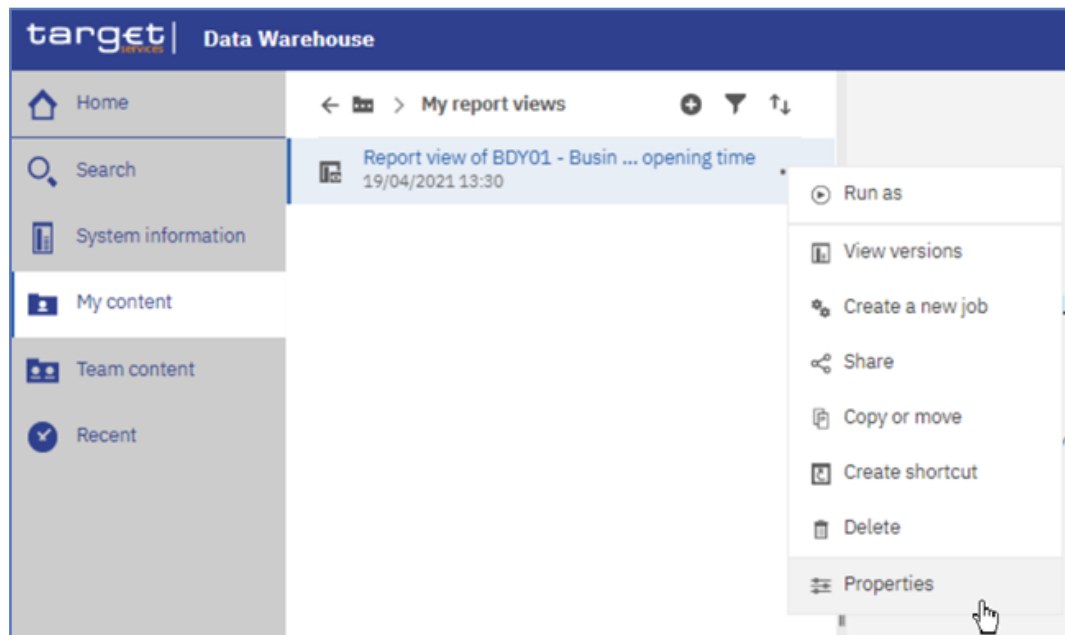 target services | Data Warehouse
Home
Search
System information
My content
Team content
Recent
My report views
Report view of BDY01 - Busin ... opening time
19/04/2021 13:30
Run as
View versions
Create a new job
Share
Copy or move
Create shortcut
Delete
Properties